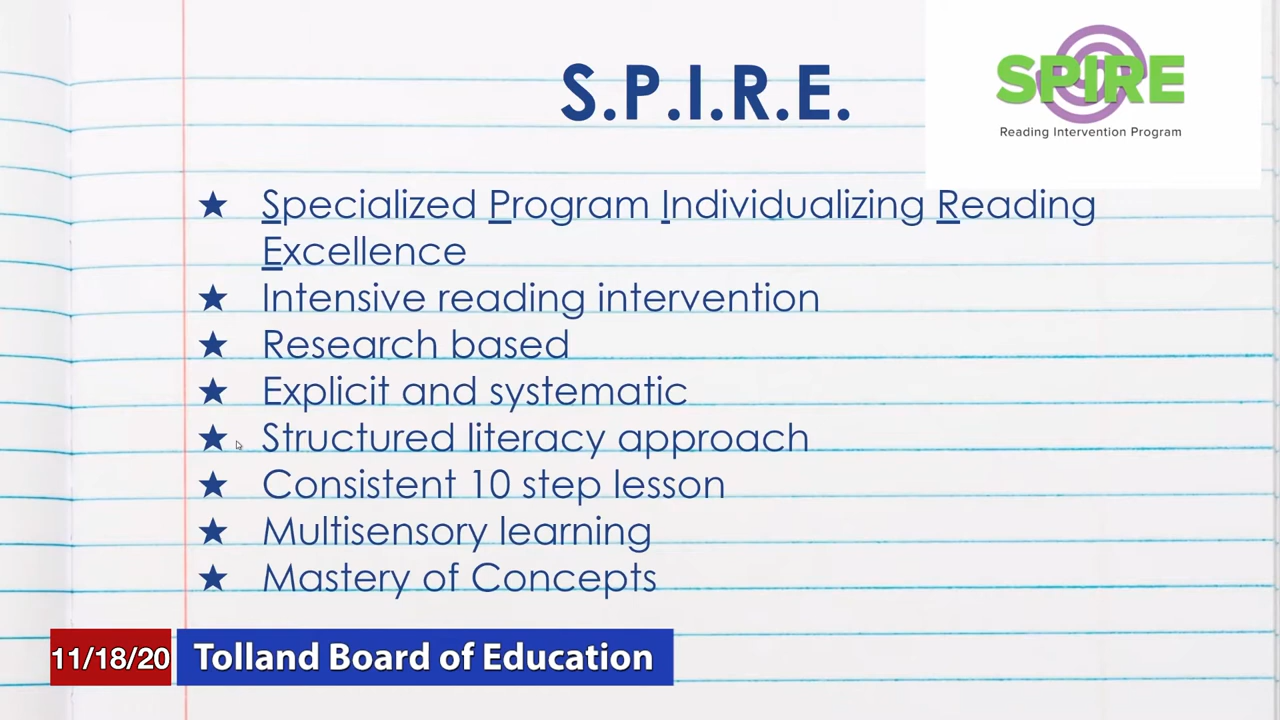 S.P.I.R.E.
SPIRE
Reading Intervention Program
★ Specialized Program Individualizing Reading
Excellence
★ Intensive reading intervention
★ Research based
★ Explicit and systematic
★ Structured literacy approach
★ Consistent 10 step lesson
★ Multisensory learning
★ Mastery of Concepts
11/18/20 Tolland Board of Education